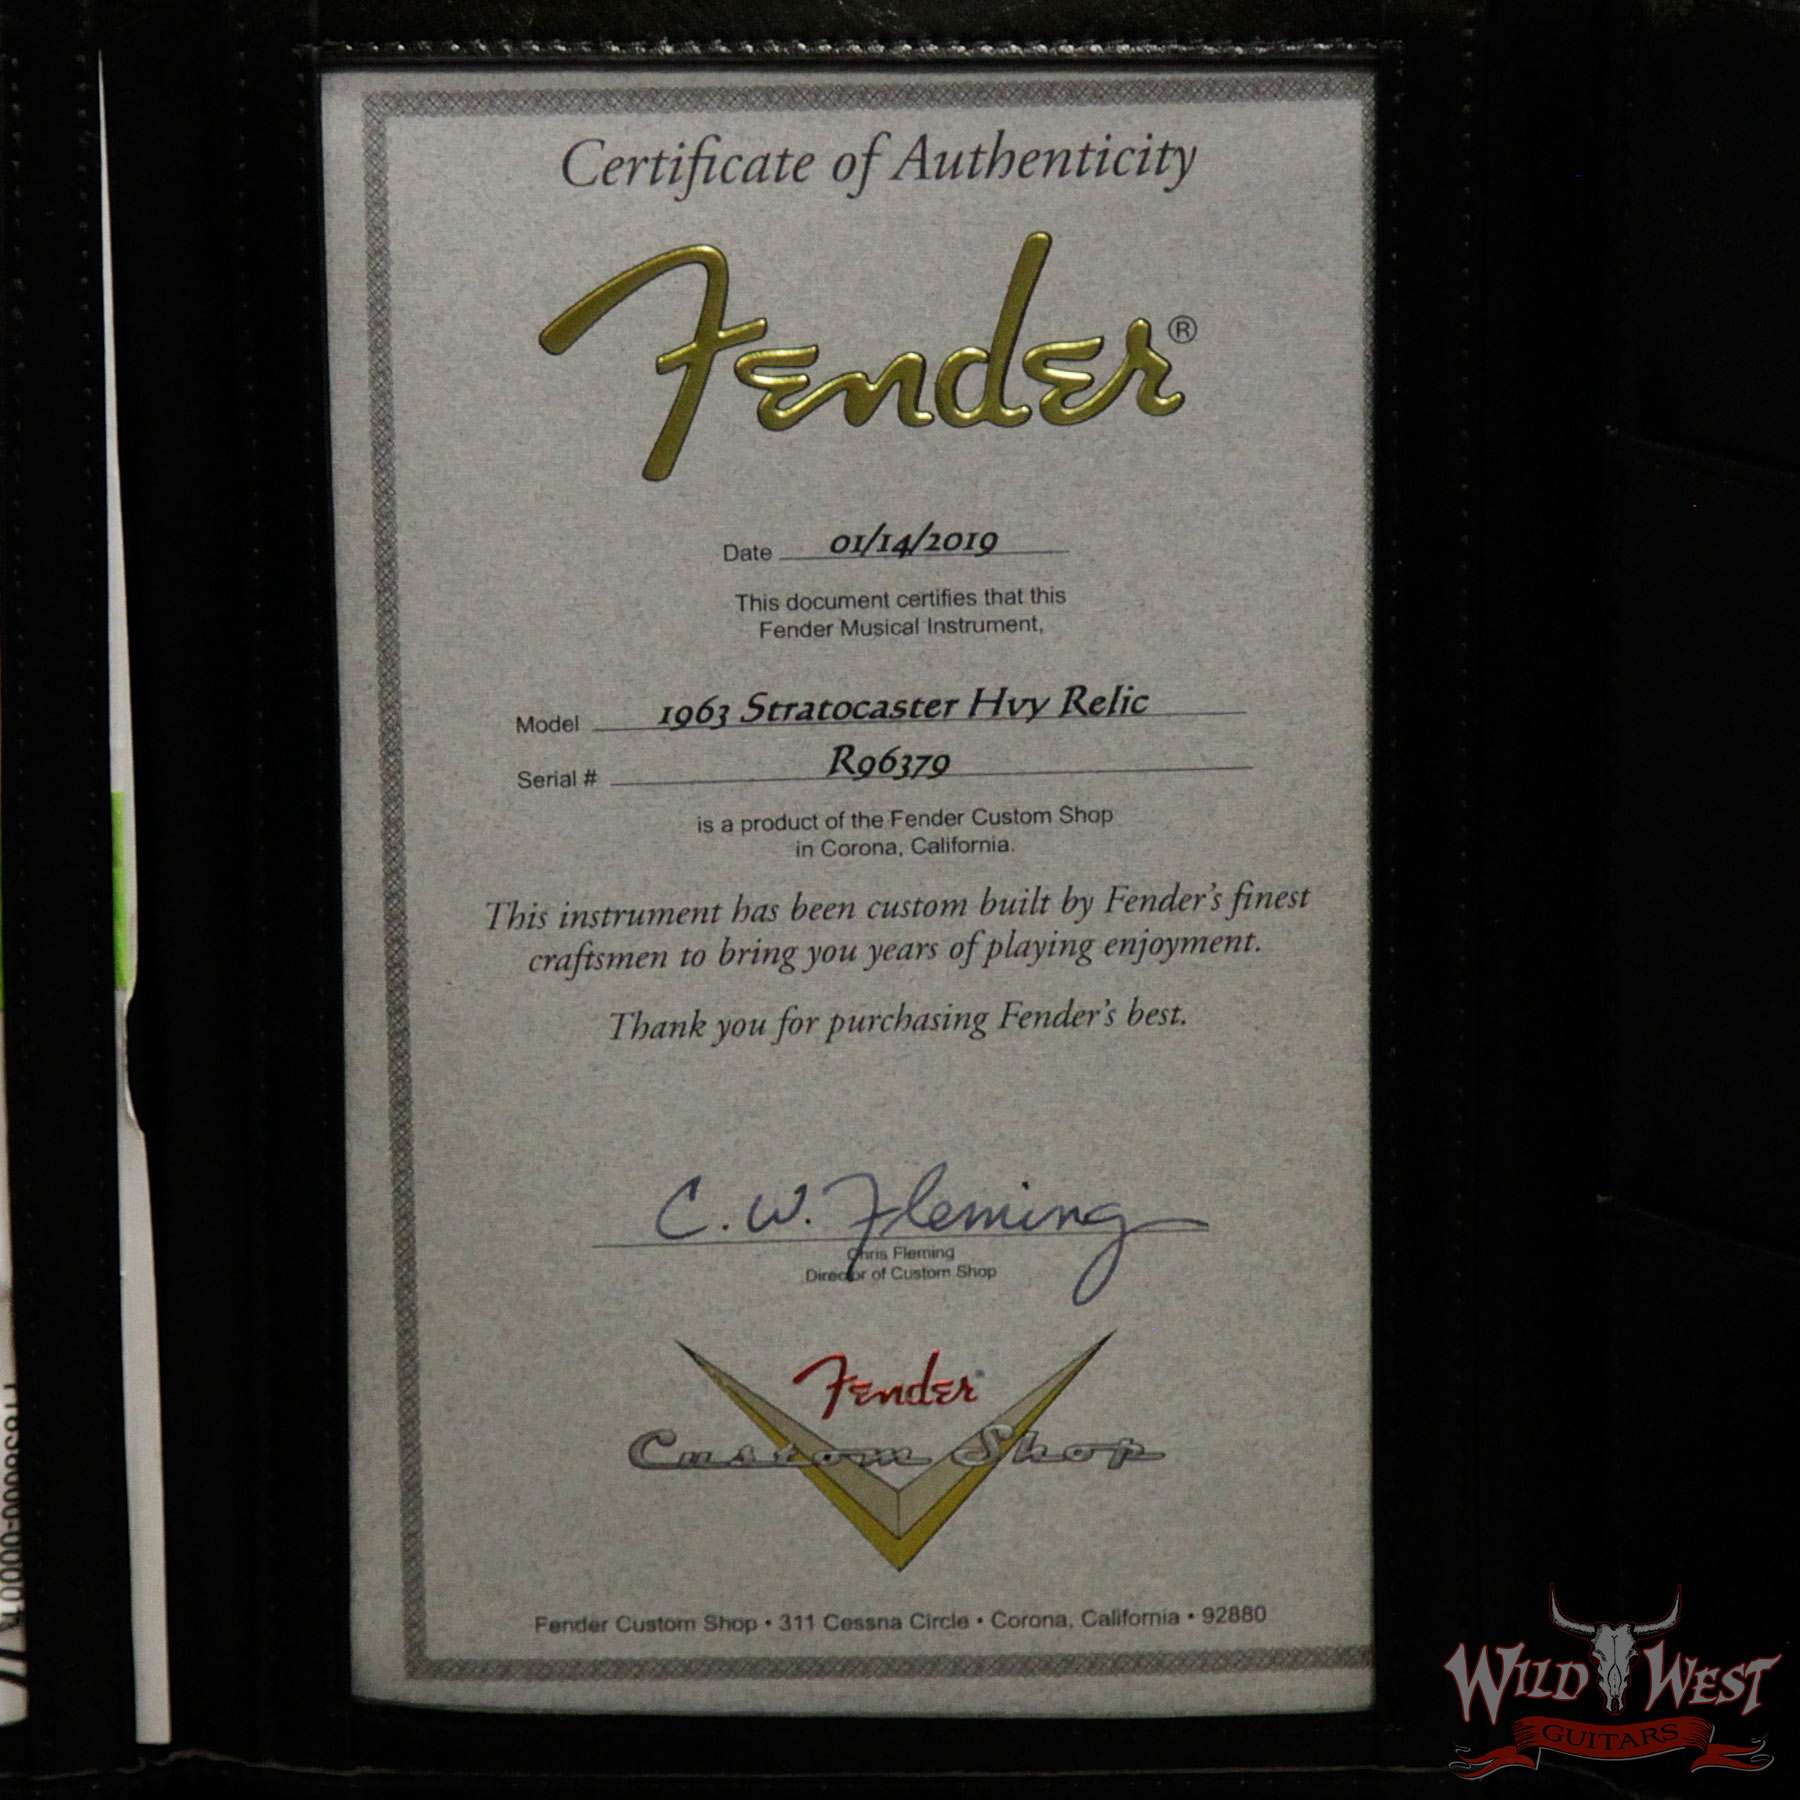 Certificate of Authenticity
Fender®
Date 01/14/2019
This document certifies that this
Fender Musical Instrument,
Model 1963 Stratocaster Hvy Relic
Serial # R96379
is a product of the Fender Custom Shop
in Corona, California.
This instrument has been custom built by Fender's finest
craftsmen to bring you years of playing enjoyment.
Thank you for purchasing Fender's best.
C. W. Fleming
Chris Fleming
Director of Custom Shop
Fender
Custom Shop
Fender Custom Shop • 311 Cessna Circle • Corona, California • 92880
WILD WEST
GUITARS